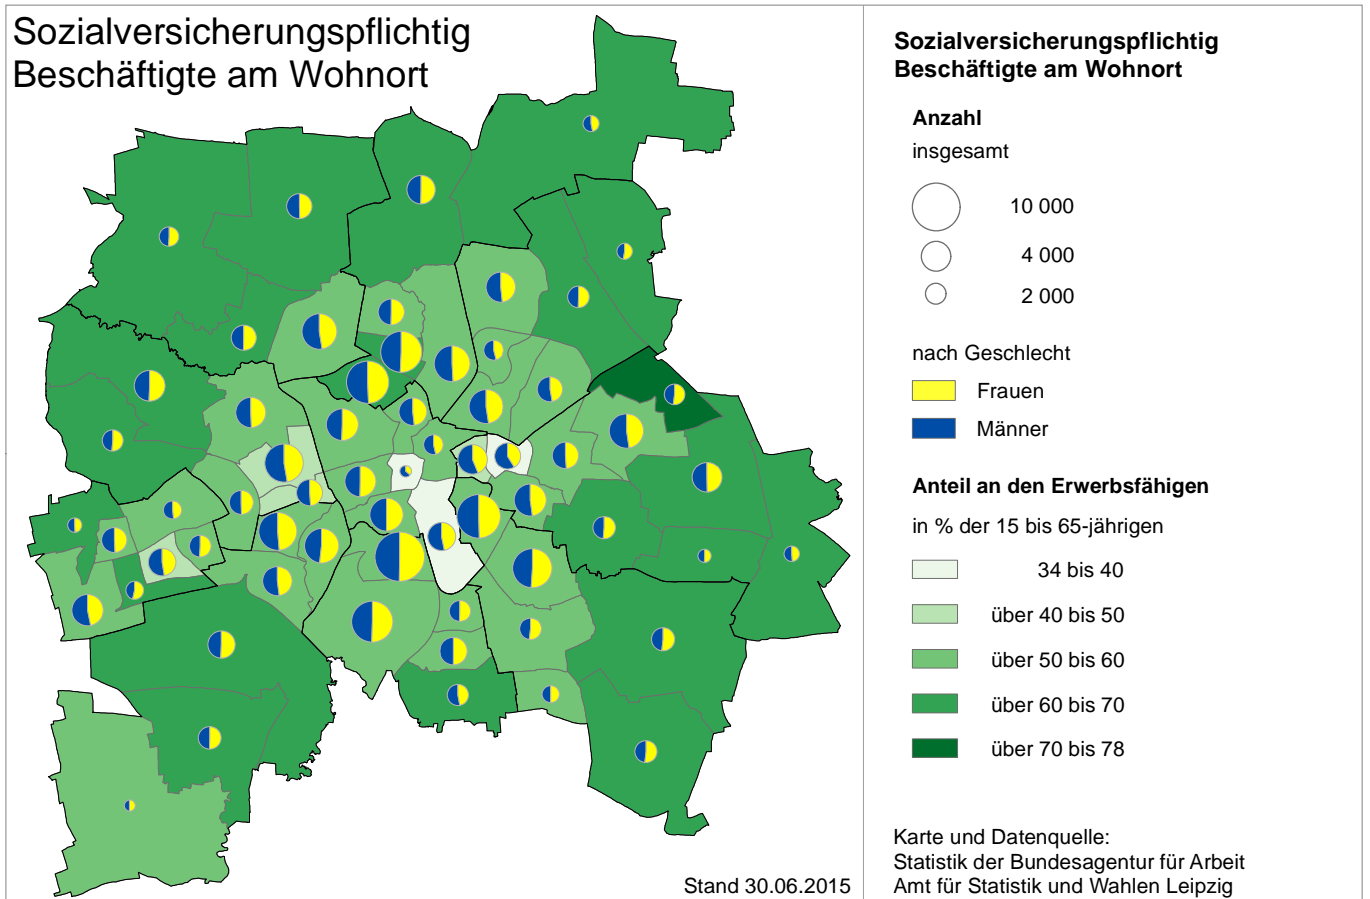 Sozialversicherungspflichtig
Beschäftigte am Wohnort
Stand 30.06.2015
Sozialversicherungspflichtig
Beschäftigte am Wohnort
Anzahl
insgesamt
10 000
4 000
2 000
nach Geschlecht
Frauen
Männer
Anteil an den Erwerbsfähigen
in % der 15 bis 65-jährigen
34 bis 40
über 40 bis 50
über 50 bis 60
über 60 bis 70
über 70 bis 78
Karte und Datenquelle:
Statistik der Bundesagentur für Arbeit
Amt für Statistik und Wahlen Leipzig